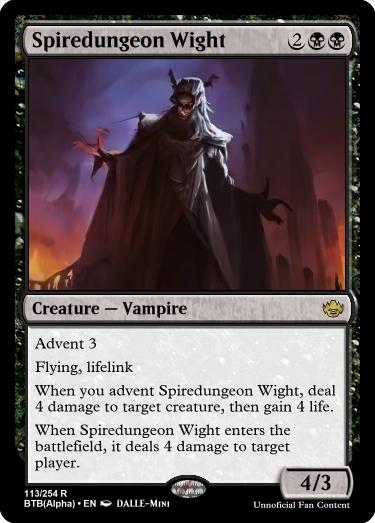 Spiredungeon Wight 2
Creature — Vampire
Advent 3
Flying, lifelink
When you advent Spiredungeon Wight, deal
4 damage to target creature, then gain 4 life.
When Spiredungeon Wight enters the
battlefield, it deals 4 damage to target
player.
4/3
113/254 R
BTB(Alpha) • EN DALLE-Mini
Unnoficial Fan Content